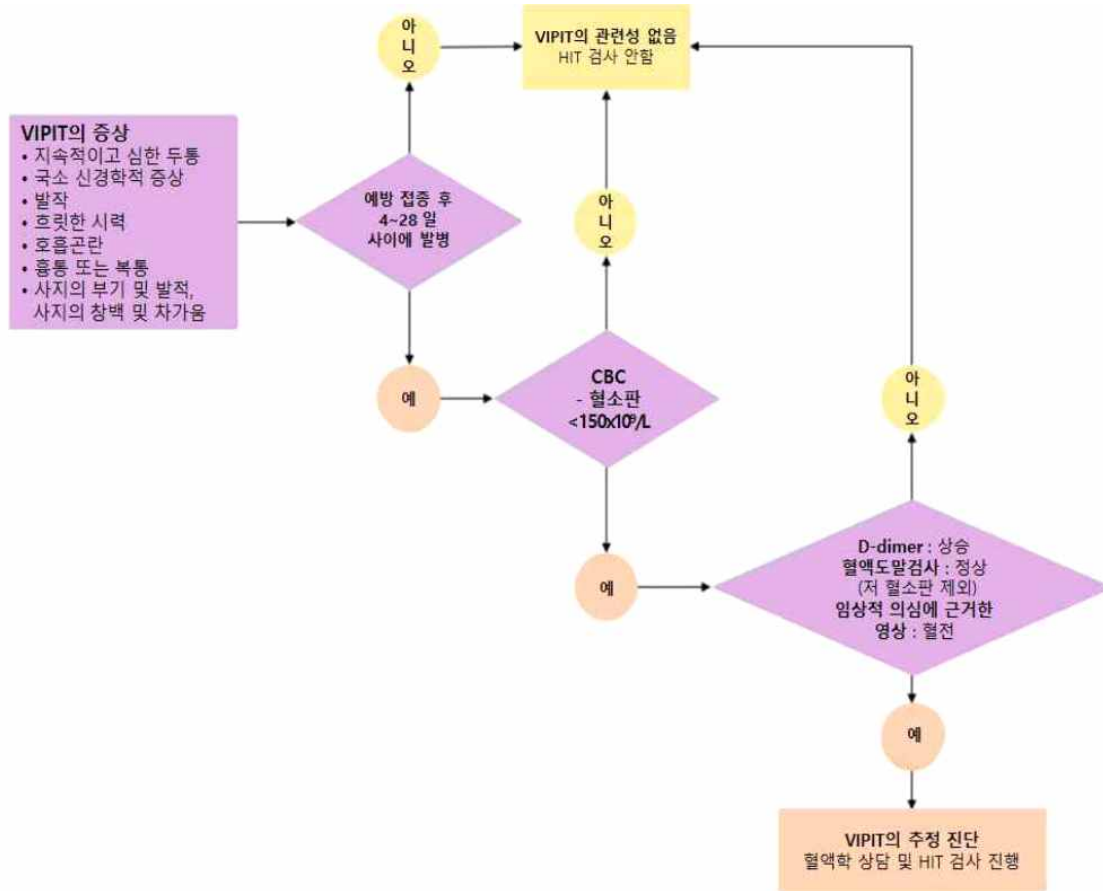 아
니
오
VIPIT의 관련성 없음
HIT 검사 안함
VIPIT의 증상
• 지속적이고 심한 두통
• 국소 신경학적 증상
• 발작
• 흐릿한 시력
• 호흡곤란
• 흉통 또는 복통
• 사지의 부기 및 발적,
사지의 창백 및 차가움
예방 접종 후
4~28 일
사이에 발병
아
니
오
예
CBC
- 혈소판
<150x10⁹/L
아
니
오
예
D-dimer : 상승
혈액도말검사 : 정상
(저 혈소판 제외)
임상적 의심에 근거한
영상 : 혈전
예
VIPIT의 추정 진단
혈액학 상담 및 HIT 검사 진행